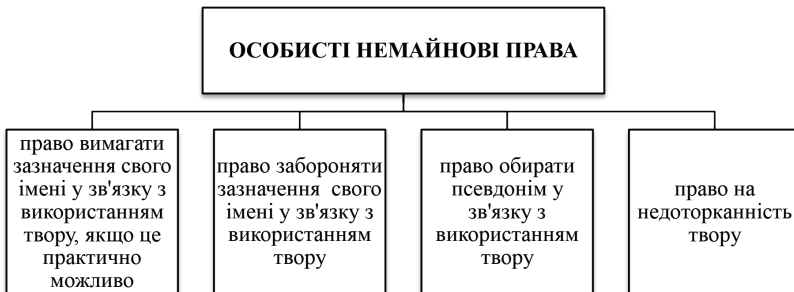 ОСОБИСТІ НЕМАЙНОВІ ПРАВА
право вимагати
зазначення свого
імені у зв'язку з
використанням
твору, якщо це
практично
можливо
право забороняти
зазначення свого
імені у зв'язку з
використанням
твору
право обирати
псевдонім у
зв'язку з
використанням
твору
право на
недоторканність
твору